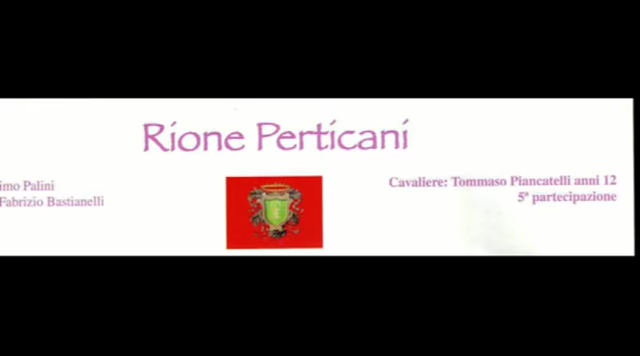 Rione Perticani
imo Palini
Fabrizio Bastianelli
Cavaliere: Tommaso Piancatelli anni 12
5ª partecipazione